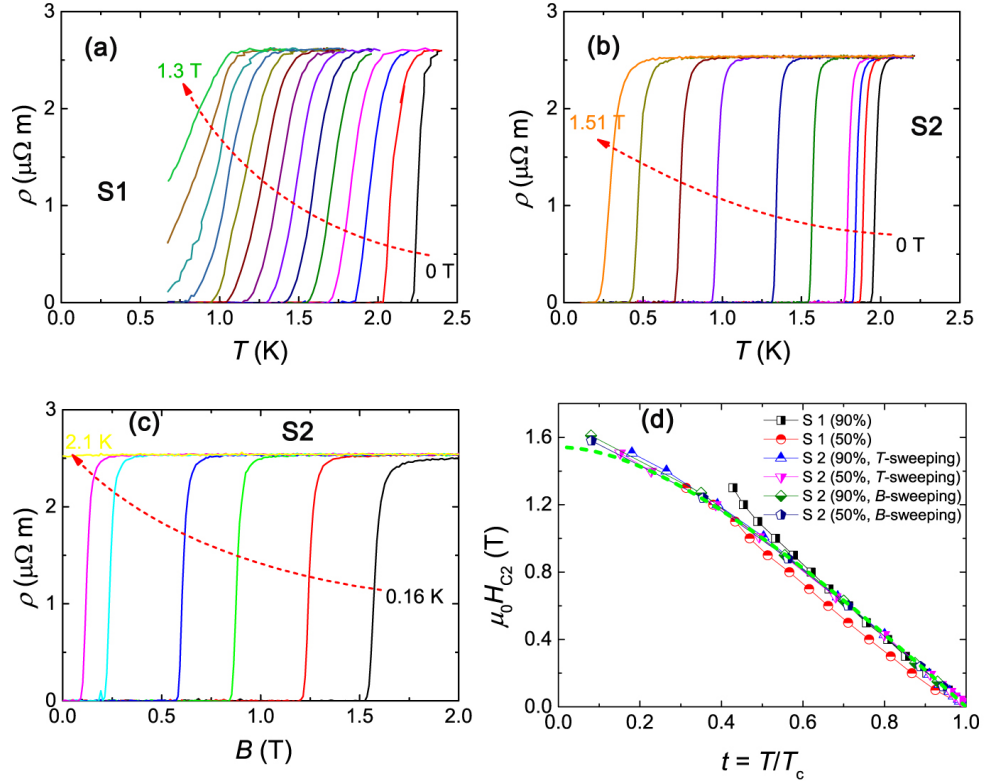 (a)
1.3 T
S1
0 T
ρ (μΩ m)
3
2
1
0
0.0 0.5 1.0 1.5 2.0 2.5
T (K)
(b)
1.51 T
S2
0 T
ρ (μΩ m)
3
2
1
0
0.0 0.5 1.0 1.5 2.0 2.5
T (K)
(c)
S2
2.1 K
0.16 K
ρ (μΩ m)
3
2
1
0
0.0 0.5 1.0 1.5 2.0
B (T)
(d)
S 1 (90%)
S 1 (50%)
S 2 (90%, T-sweeping)
S 2 (50%, T-sweeping)
S 2 (90%, B-sweeping)
S 2 (50%, B-sweeping)
μ0HC2 (T)
2.0
1.6
1.2
0.8
0.4
0.0
0.0 0.2 0.4 0.6 0.8 1.0
t = T/Tc